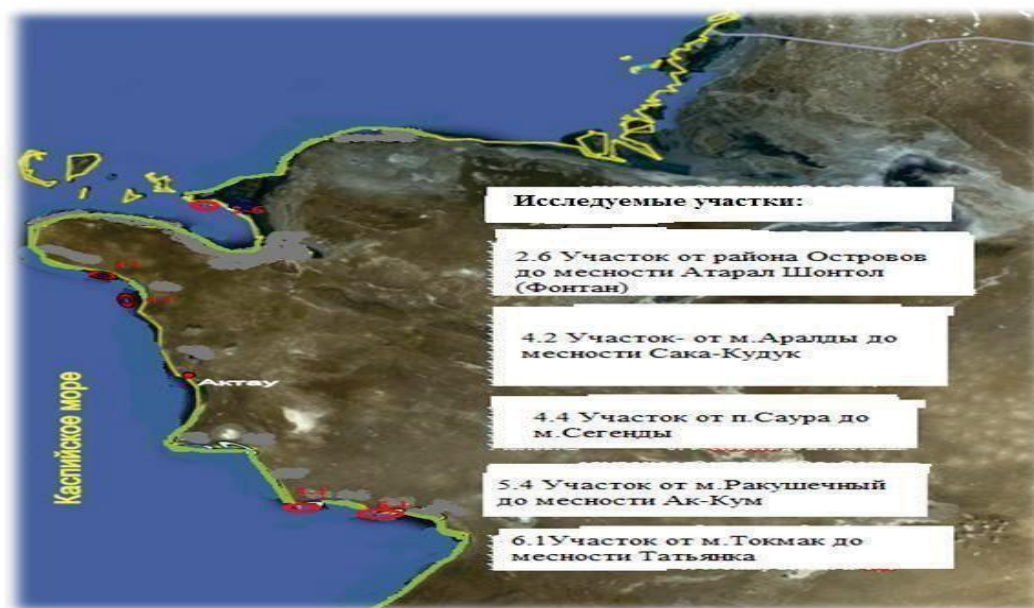 Исследуемые участки:
2.6 Участок от района Островов
до месности Атарал Шонтол
(Фонтан)
4.2 Участок- от м.Аралды до
месности Сака-Кудук
Актау
4.4 Участок от п.Саура до
м.Сегенды
Каспийское море
5.4 Участок от м.Ракушечный
до месности Ак-Кум
6.1Участок от м.Токмак до
месности Татьянка